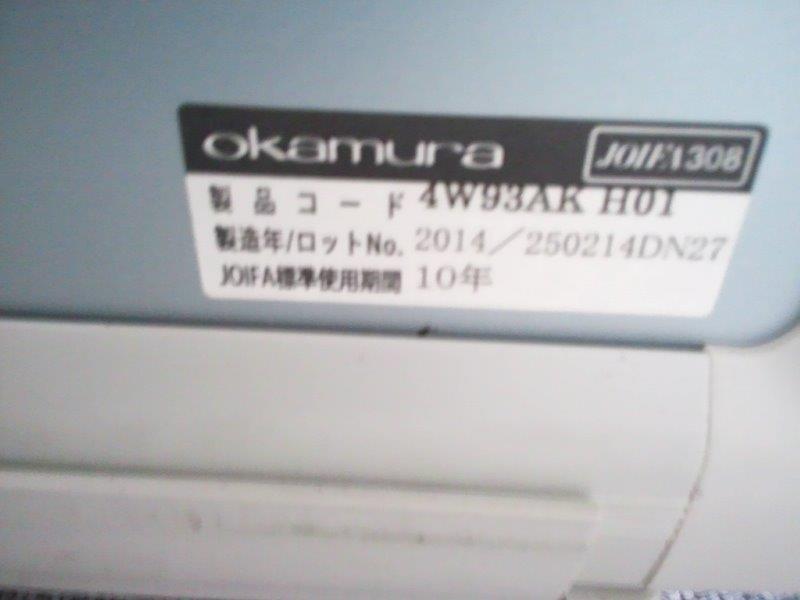 okamura JOIFA308
製品コード 4W93AK H01
製造年/ロットNo. 2014/250214DN27
JOIFA標準使用期間 10年